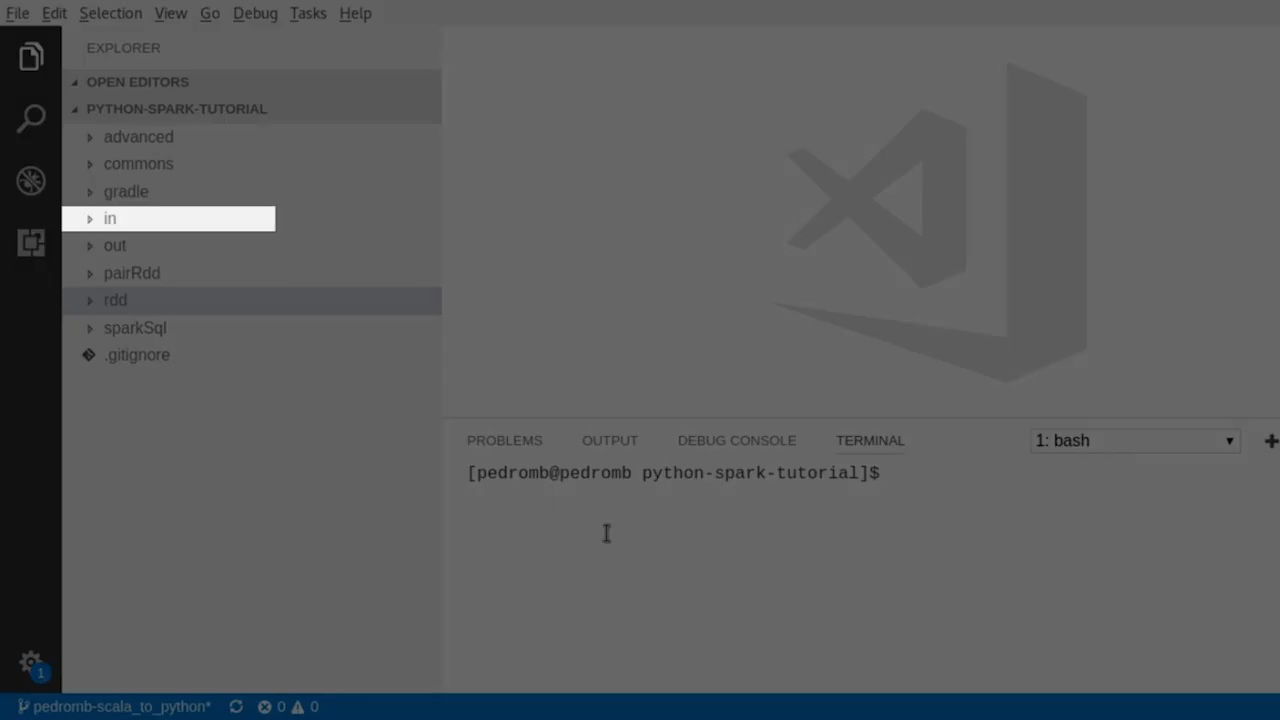 File Edit Selection View Go Debug Tasks Help
EXPLORER
OPEN EDITORS
PYTHON-SPARK-TUTORIAL
advanced
commons
gradle
in
out
pairRdd
rdd
sparkSql
.gitignore
PROBLEMS OUTPUT DEBUG CONSOLE TERMINAL 1: bash
[pedromb@pedromb python-spark-tutorial]$
1
pedromb-scala_to_python* 0 0